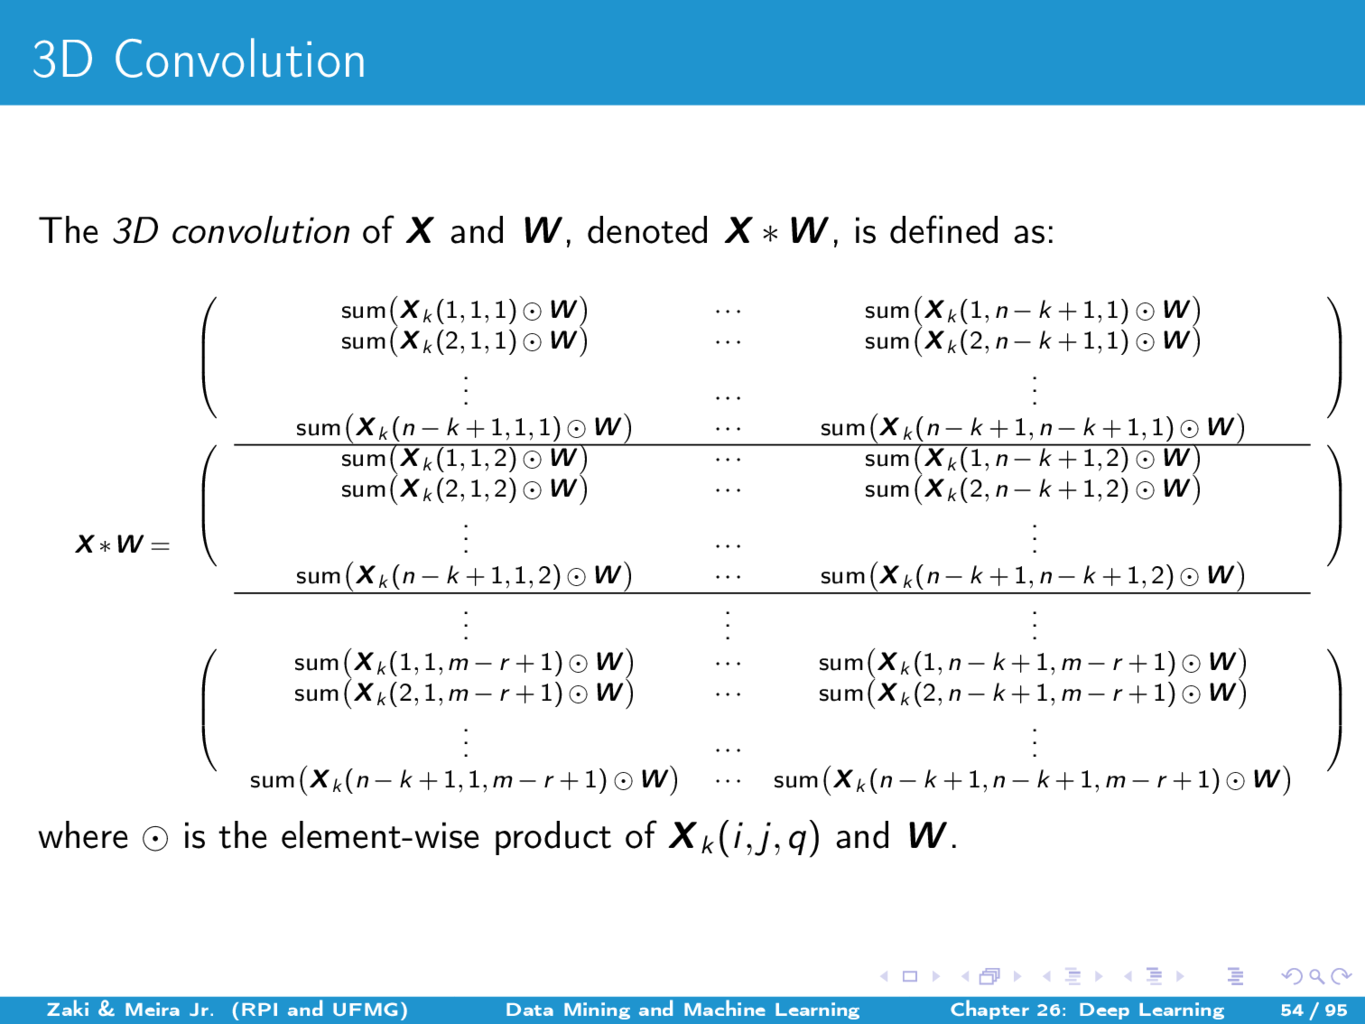 3D Convolution
The 3D convolution of X and W, denoted X ∗ W, is defined as:
sum(X_k(1, 1, 1) ⊙ W) ··· sum(X_k(1, n − k + 1, 1) ⊙ W)
sum(X_k(2, 1, 1) ⊙ W) ··· sum(X_k(2, n − k + 1, 1) ⊙ W)
⋮ ··· ⋮
sum(X_k(n − k + 1, 1, 1) ⊙ W) ··· sum(X_k(n − k + 1, n − k + 1, 1) ⊙ W)
sum(X_k(1, 1, 2) ⊙ W) ··· sum(X_k(1, n − k + 1, 2) ⊙ W)
sum(X_k(2, 1, 2) ⊙ W) ··· sum(X_k(2, n − k + 1, 2) ⊙ W)
X ∗ W = ⋮ ··· ⋮
sum(X_k(n − k + 1, 1, 2) ⊙ W) ··· sum(X_k(n − k + 1, n − k + 1, 2) ⊙ W)
⋮ ⋮ ⋮
sum(X_k(1, 1, m − r + 1) ⊙ W) ··· sum(X_k(1, n − k + 1, m − r + 1) ⊙ W)
sum(X_k(2, 1, m − r + 1) ⊙ W) ··· sum(X_k(2, n − k + 1, m − r + 1) ⊙ W)
⋮ ··· ⋮
sum(X_k(n − k + 1, 1, m − r + 1) ⊙ W) ··· sum(X_k(n − k + 1, n − k + 1, m − r + 1) ⊙ W)
where ⊙ is the element-wise product of X_k(i, j, q) and W.
Zaki & Meira Jr. (RPI and UFMG) Data Mining and Machine Learning Chapter 26: Deep Learning 54 / 95